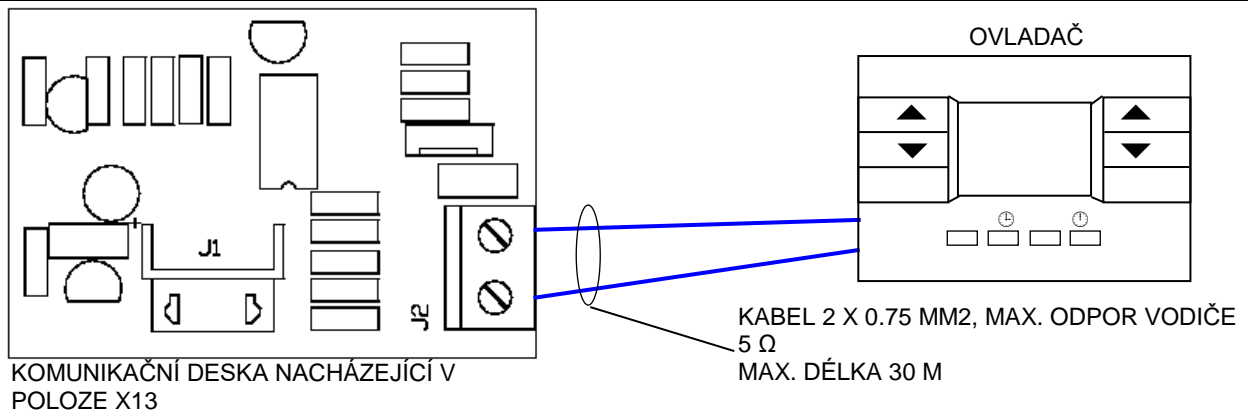 OVLADAČ
J1
J2
KABEL 2 X 0.75 MM2, MAX. ODPOR VODIČE
5 Ω
MAX. DÉLKA 30 M
KOMUNIKAČNÍ DESKA NACHÁZEJÍCÍ V
POLOZE X13